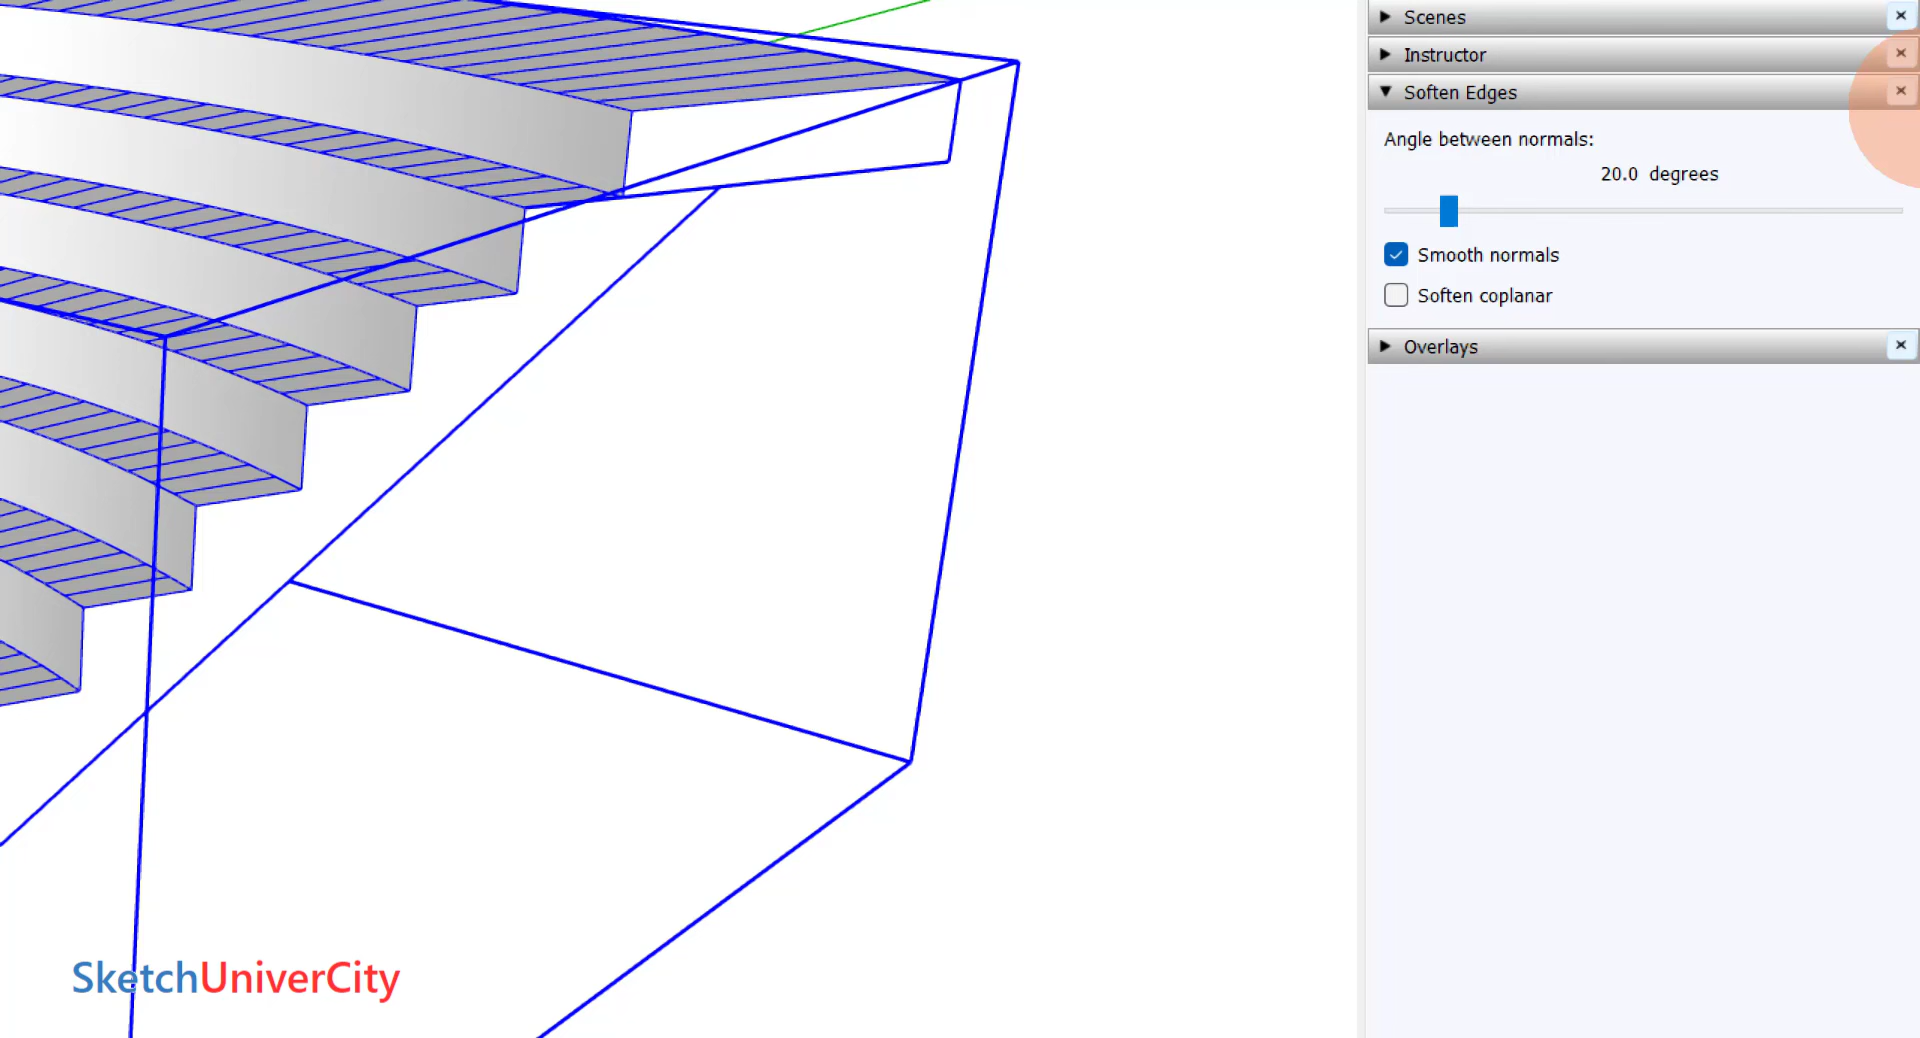 Scenes
Instructor
Soften Edges
Angle between normals:
20.0 degrees
Smooth normals
Soften coplanar
Overlays
SketchUniverCity